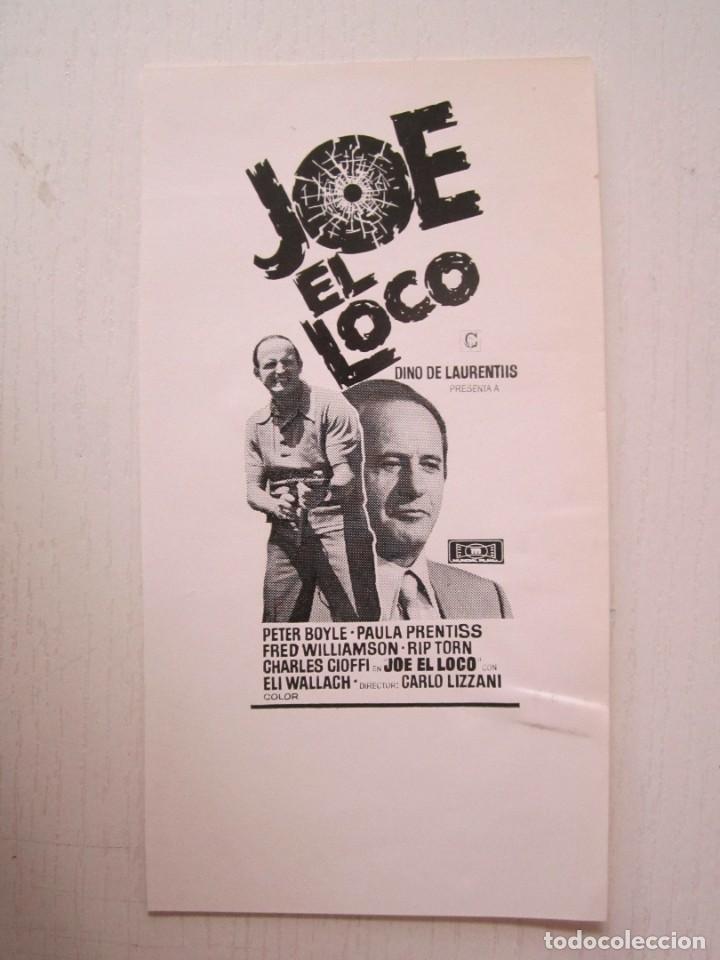 JOE
EL
LOCO
C
DINO DE LAURENTIIS
PRESENTA A
PETER BOYLE · PAULA PRENTISS
FRED WILLIAMSON · RIP TORN
CHARLES CIOFFI EN "JOE EL LOCO" CON
ELI WALLACH · DIRECTOR: CARLO LIZZANI
COLOR
todocoleccion